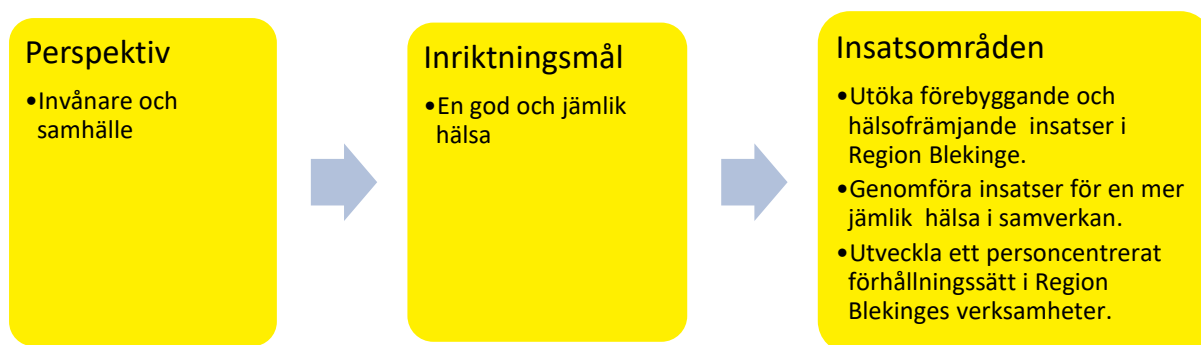 Perspektiv
•Invånare och
samhälle
Inriktningsmål
•En god och jämlik
hälsa
Insatsområden
•Utöka förebyggande och
hälsofrämjande  insatser i
Region Blekinge.
•Genomföra insatser för en mer
jämlik  hälsa i samverkan.
•Utveckla ett personcentrerat
förhållningssätt i Region
Blekinges verksamheter.